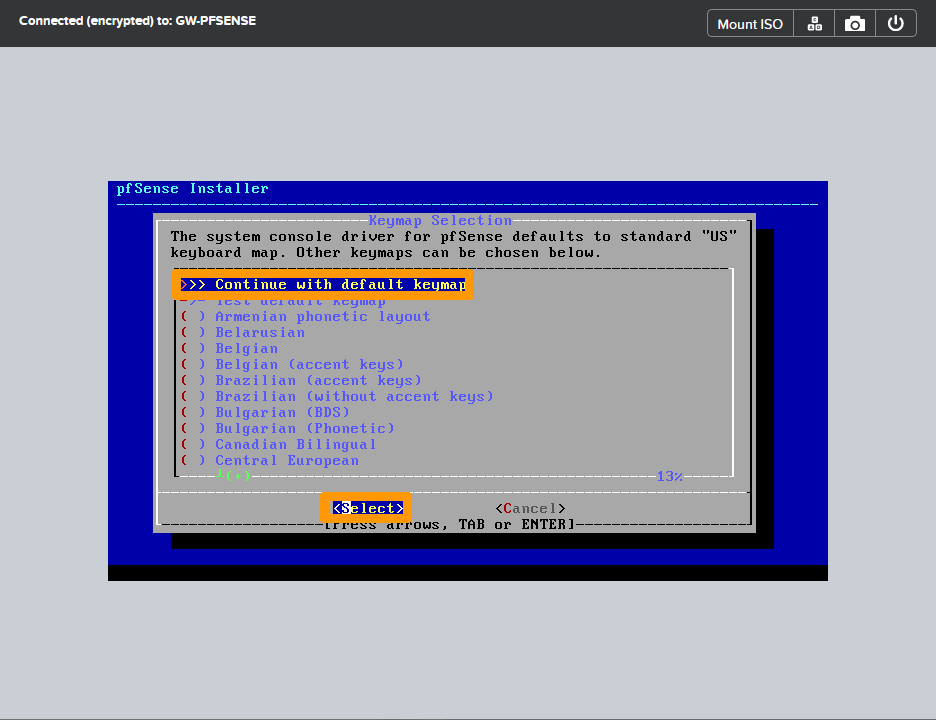 Connected (encrypted) to: GW-PFSENSE
Mount ISO
pfSense Installer
Keymap Selection
The system console driver for pfSense defaults to standard "US"
keyboard map. Other keymaps can be chosen below.
>>> Continue with default keymap
->- Test default keymap
( ) Armenian phonetic layout
( ) Belarusian
( ) Belgian
( ) Belgian (accent keys)
( ) Brazilian (accent keys)
( ) Brazilian (without accent keys)
( ) Bulgarian (BDS)
( ) Bulgarian (Phonetic)
( ) Canadian Bilingual
( ) Central European
(+) 13%
<Select> <Cancel>
[Press arrows, TAB or ENTER]